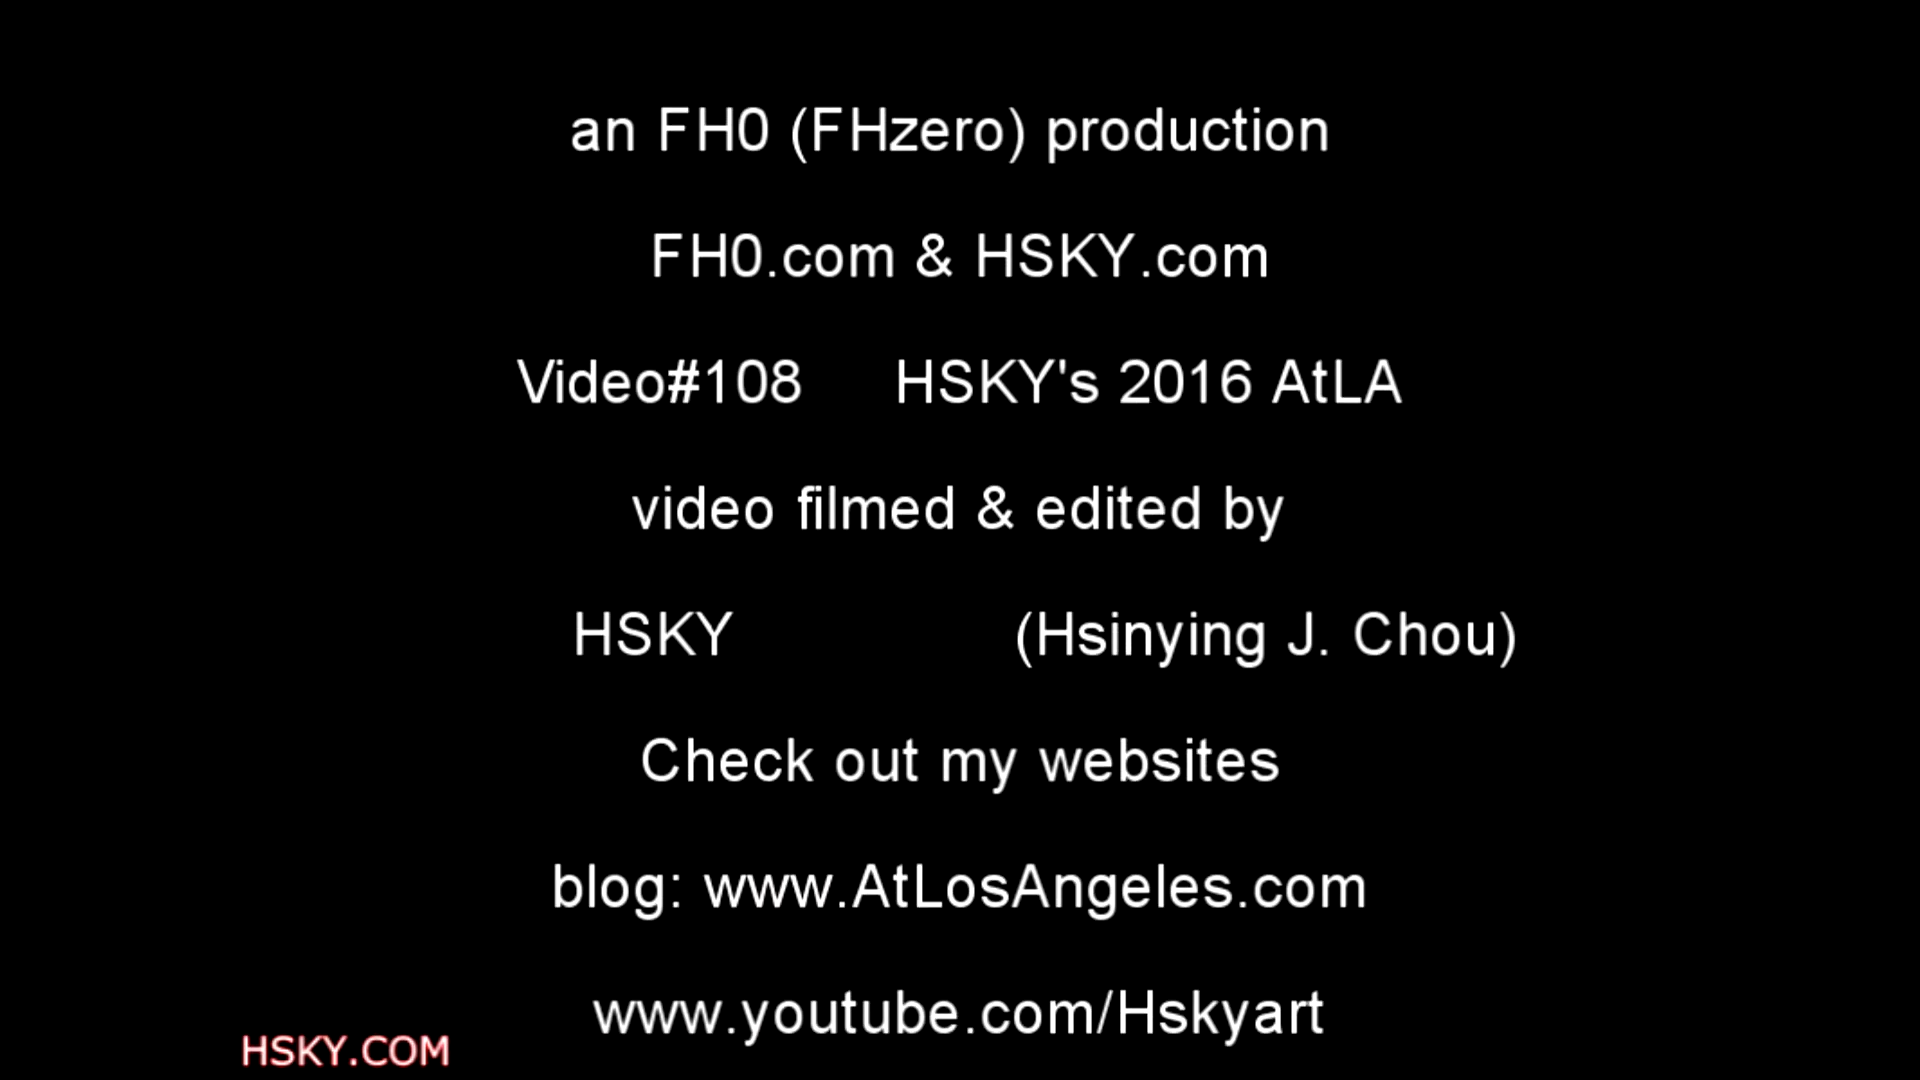 an FH0 (FHzero) production
FH0.com & HSKY.com
Video#108 HSKY's 2016 AtLA
video filmed & edited by
HSKY (Hsinying J. Chou)
Check out my websites
blog: www.AtLosAngeles.com
www.youtube.com/Hskyart
HSKY.COM